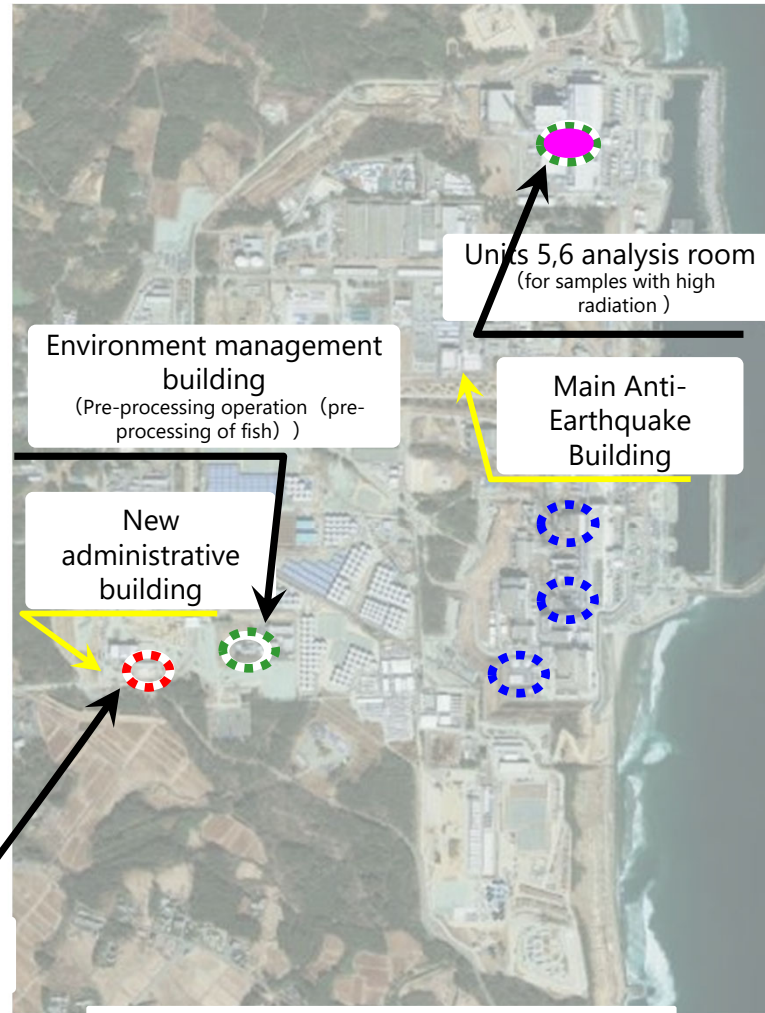 Units 5,6 analysis room
（for samples with high
radiation ）
Environment management
building
（Pre-processing operation（pre-
processing of fish））
Main Anti-
Earthquake
Building
New
administrative
building